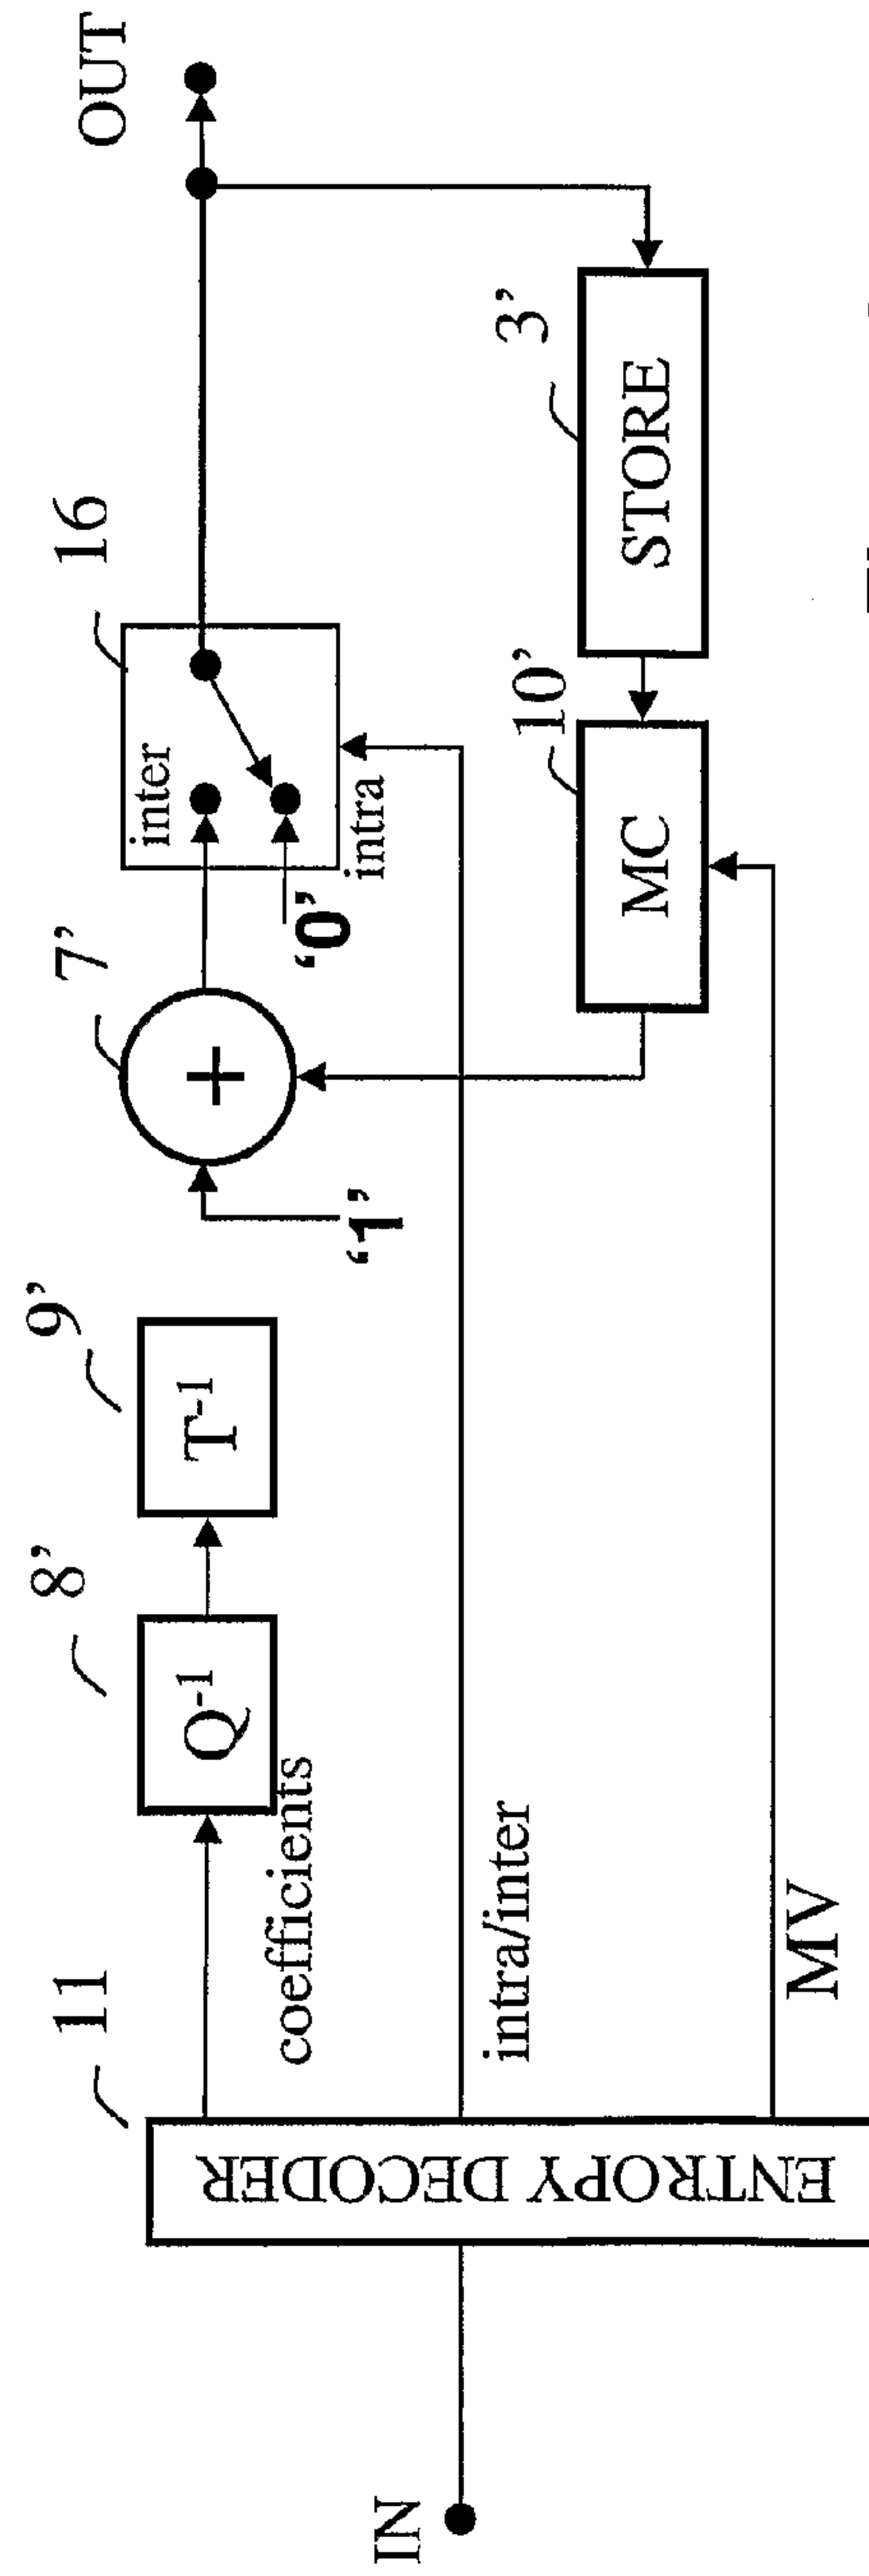 IN
ENTROPY DECODER
11
coefficients
intra/inter
MV
8’
Q-1
9’
T-1
‘1’
7’
+
‘0’
inter
intra
16
10’
MC
3’
STORE
OUT